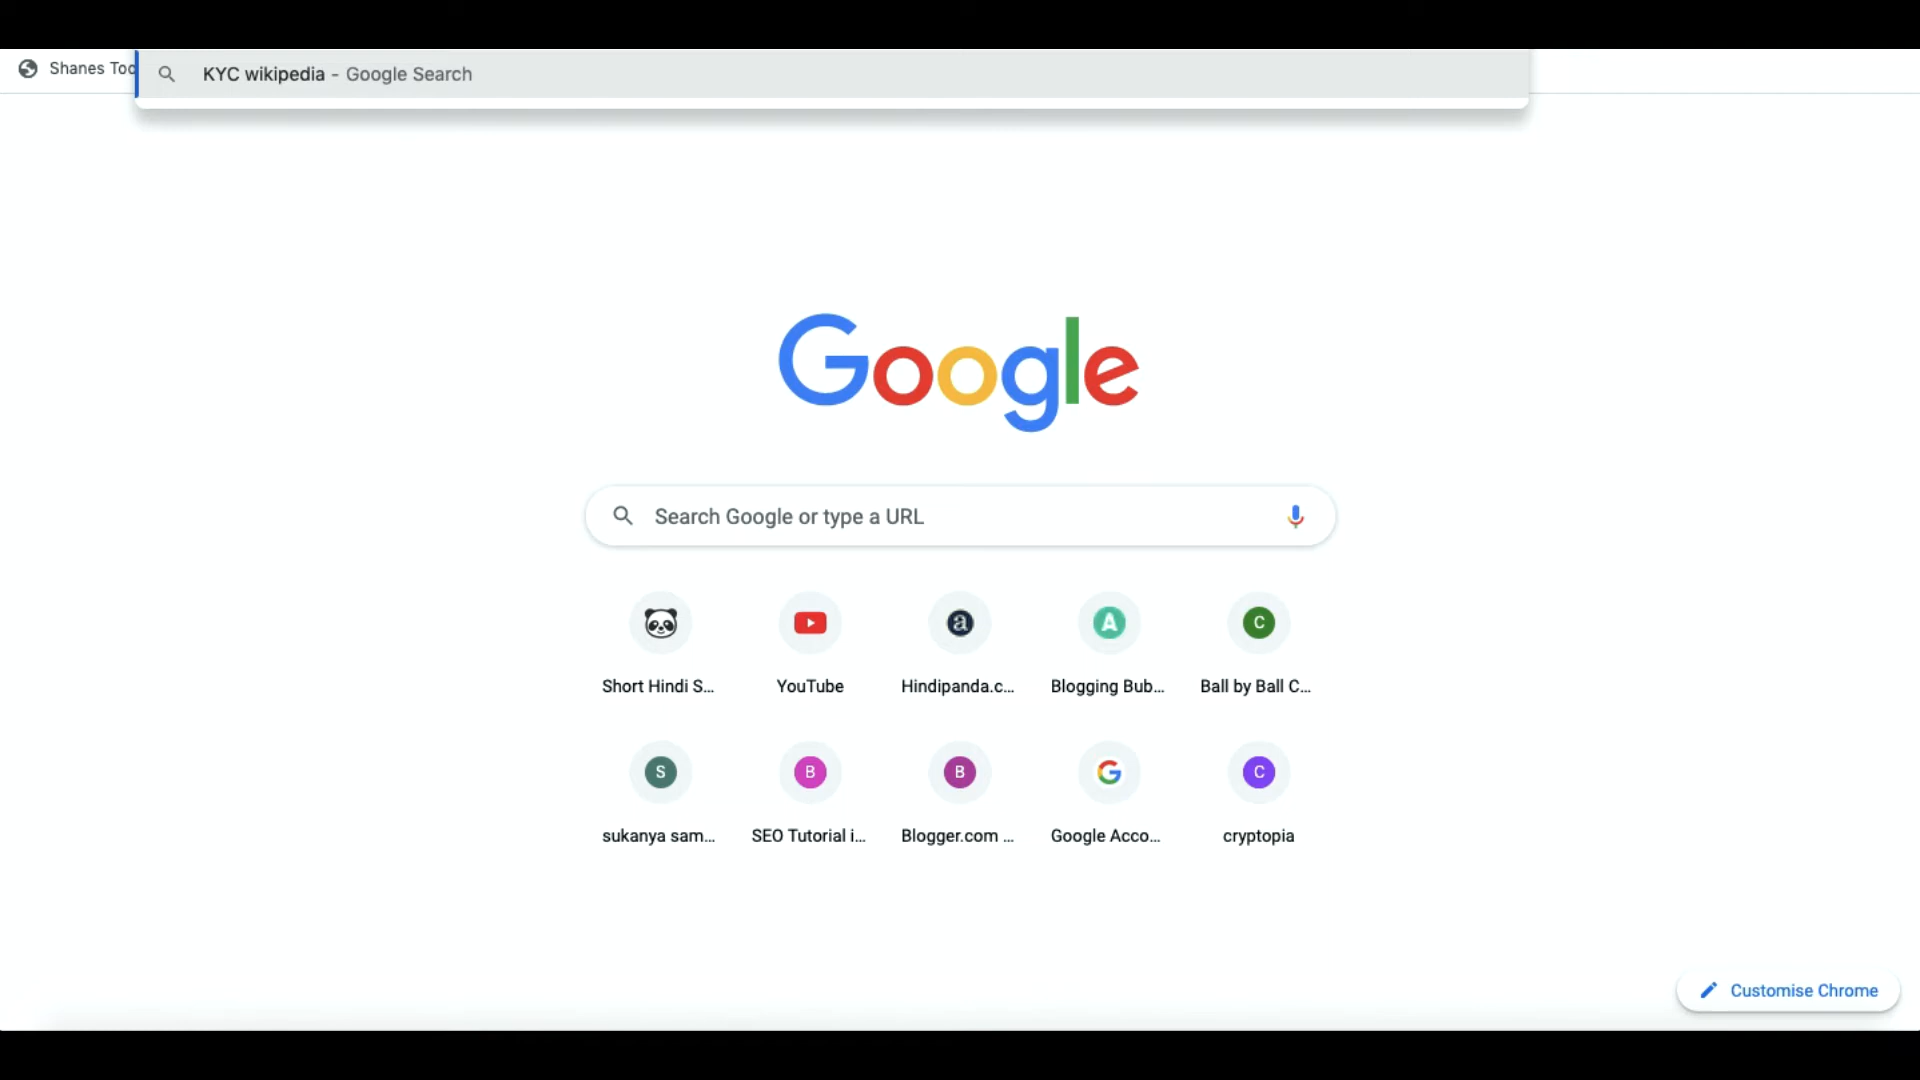 Shanes Too
KYC wikipedia - Google Search
Google
Search Google or type a URL
Short Hindi S...
YouTube
Hindipanda.c...
Blogging Bub...
Ball by Ball C...
sukanya sam...
SEO Tutorial i...
Blogger.com ...
Google Acco...
cryptopia
Customise Chrome